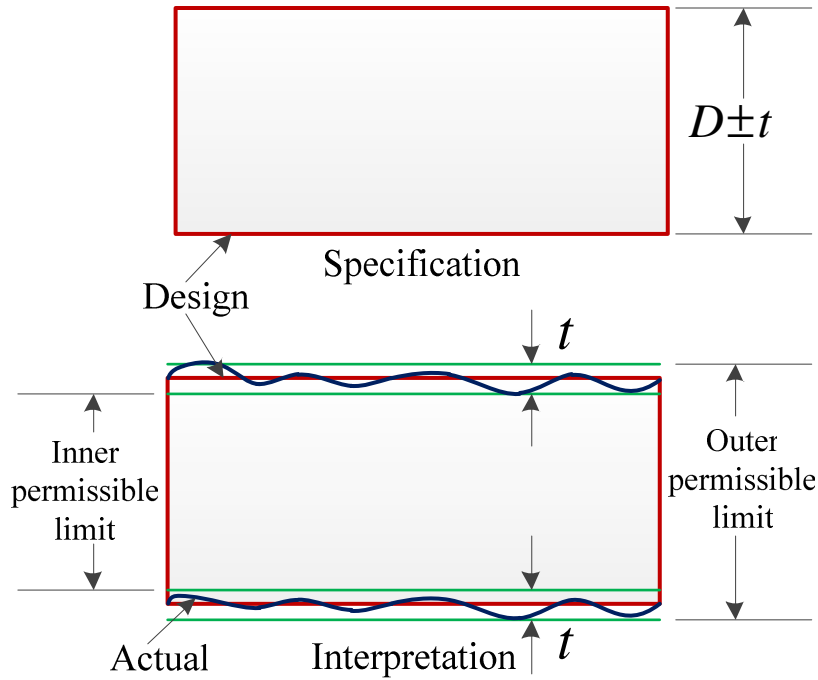 D±t
Specification
Design
t
Inner
permissible
limit
Outer
permissible
limit
Actual
Interpretation
t